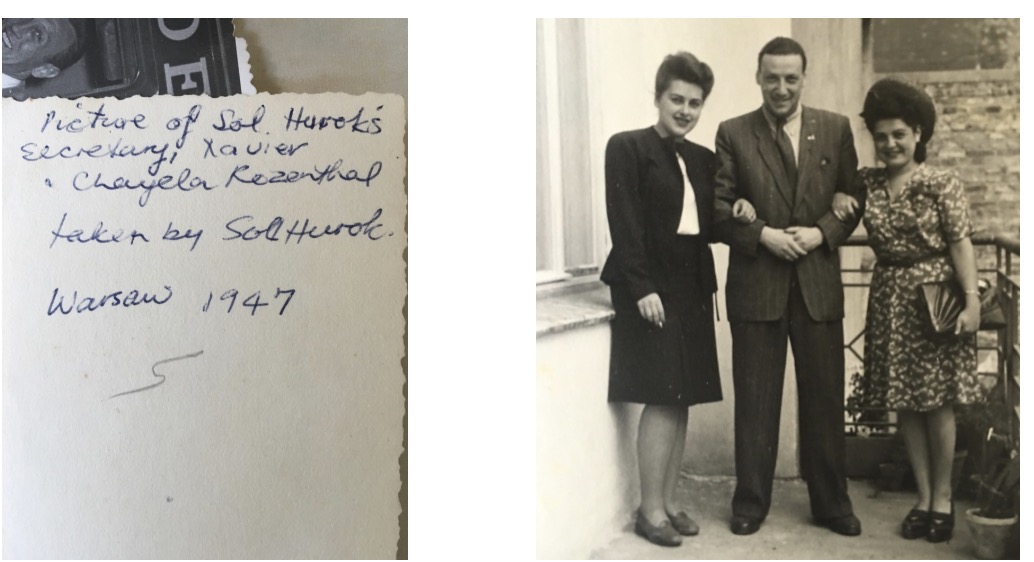 Picture of Sol. Hurok's
Secretary, Xavier
Chayela Rozenthal
taken by Sol Hurok.
Warsaw 1947